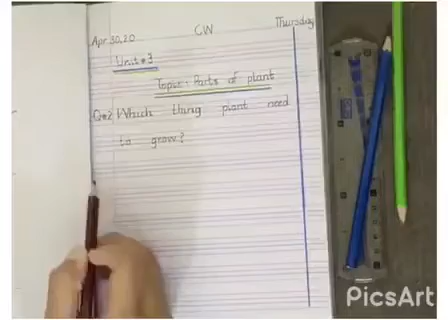 Apr 30,20 CW Thursday
Unit # 3
Topic: Parts of plant
Q#2 Which thing plant need
to grow?
PicsArt